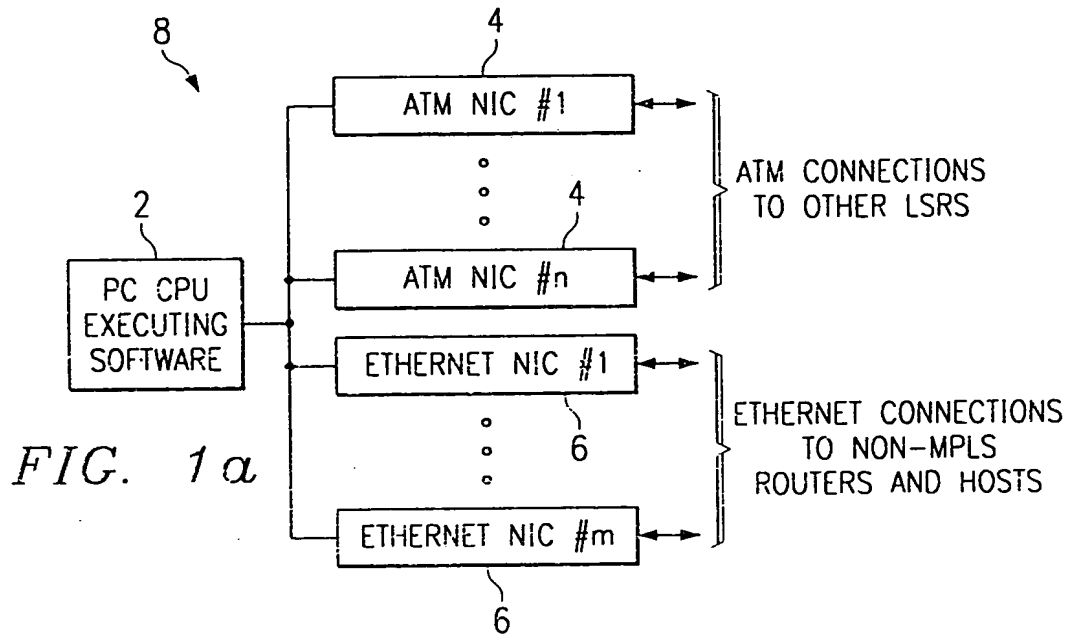 8
4
ATM NIC #1
ATM CONNECTIONS
TO OTHER LSRS
4
ATM NIC #n
2
PC CPU
EXECUTING
SOFTWARE
ETHERNET NIC #1
6
ETHERNET CONNECTIONS
TO NON-MPLS
ROUTERS AND HOSTS
ETHERNET NIC #m
6
FIG. 1a